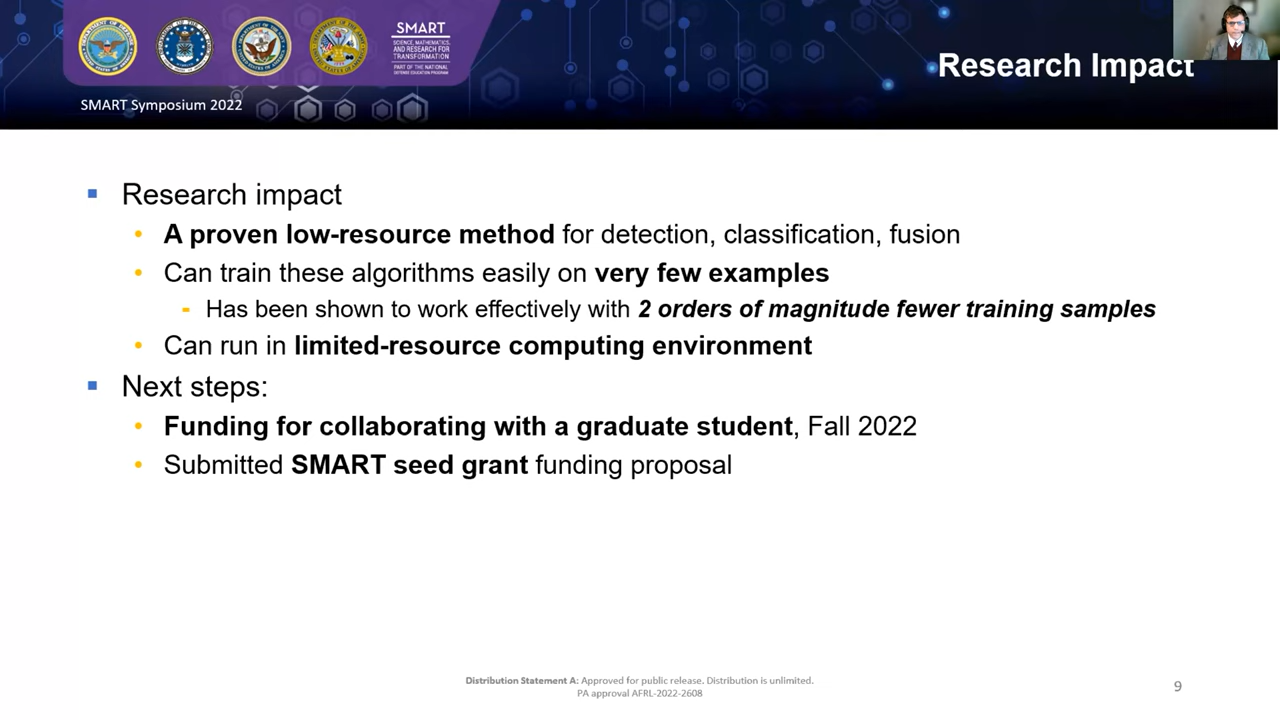 SMART
SCIENCE, MATHEMATICS,
AND RESEARCH FOR
TRANSFORMATION
PART OF THE NATIONAL
DEFENSE EDUCATION PROGRAM
Research Impact
SMART Symposium 2022
Research impact
A proven low-resource method for detection, classification, fusion
Can train these algorithms easily on very few examples
Has been shown to work effectively with 2 orders of magnitude fewer training samples
Can run in limited-resource computing environment
Next steps:
Funding for collaborating with a graduate student, Fall 2022
Submitted SMART seed grant funding proposal
Distribution Statement A: Approved for public release. Distribution is unlimited.
PA approval AFRL-2022-2608
9